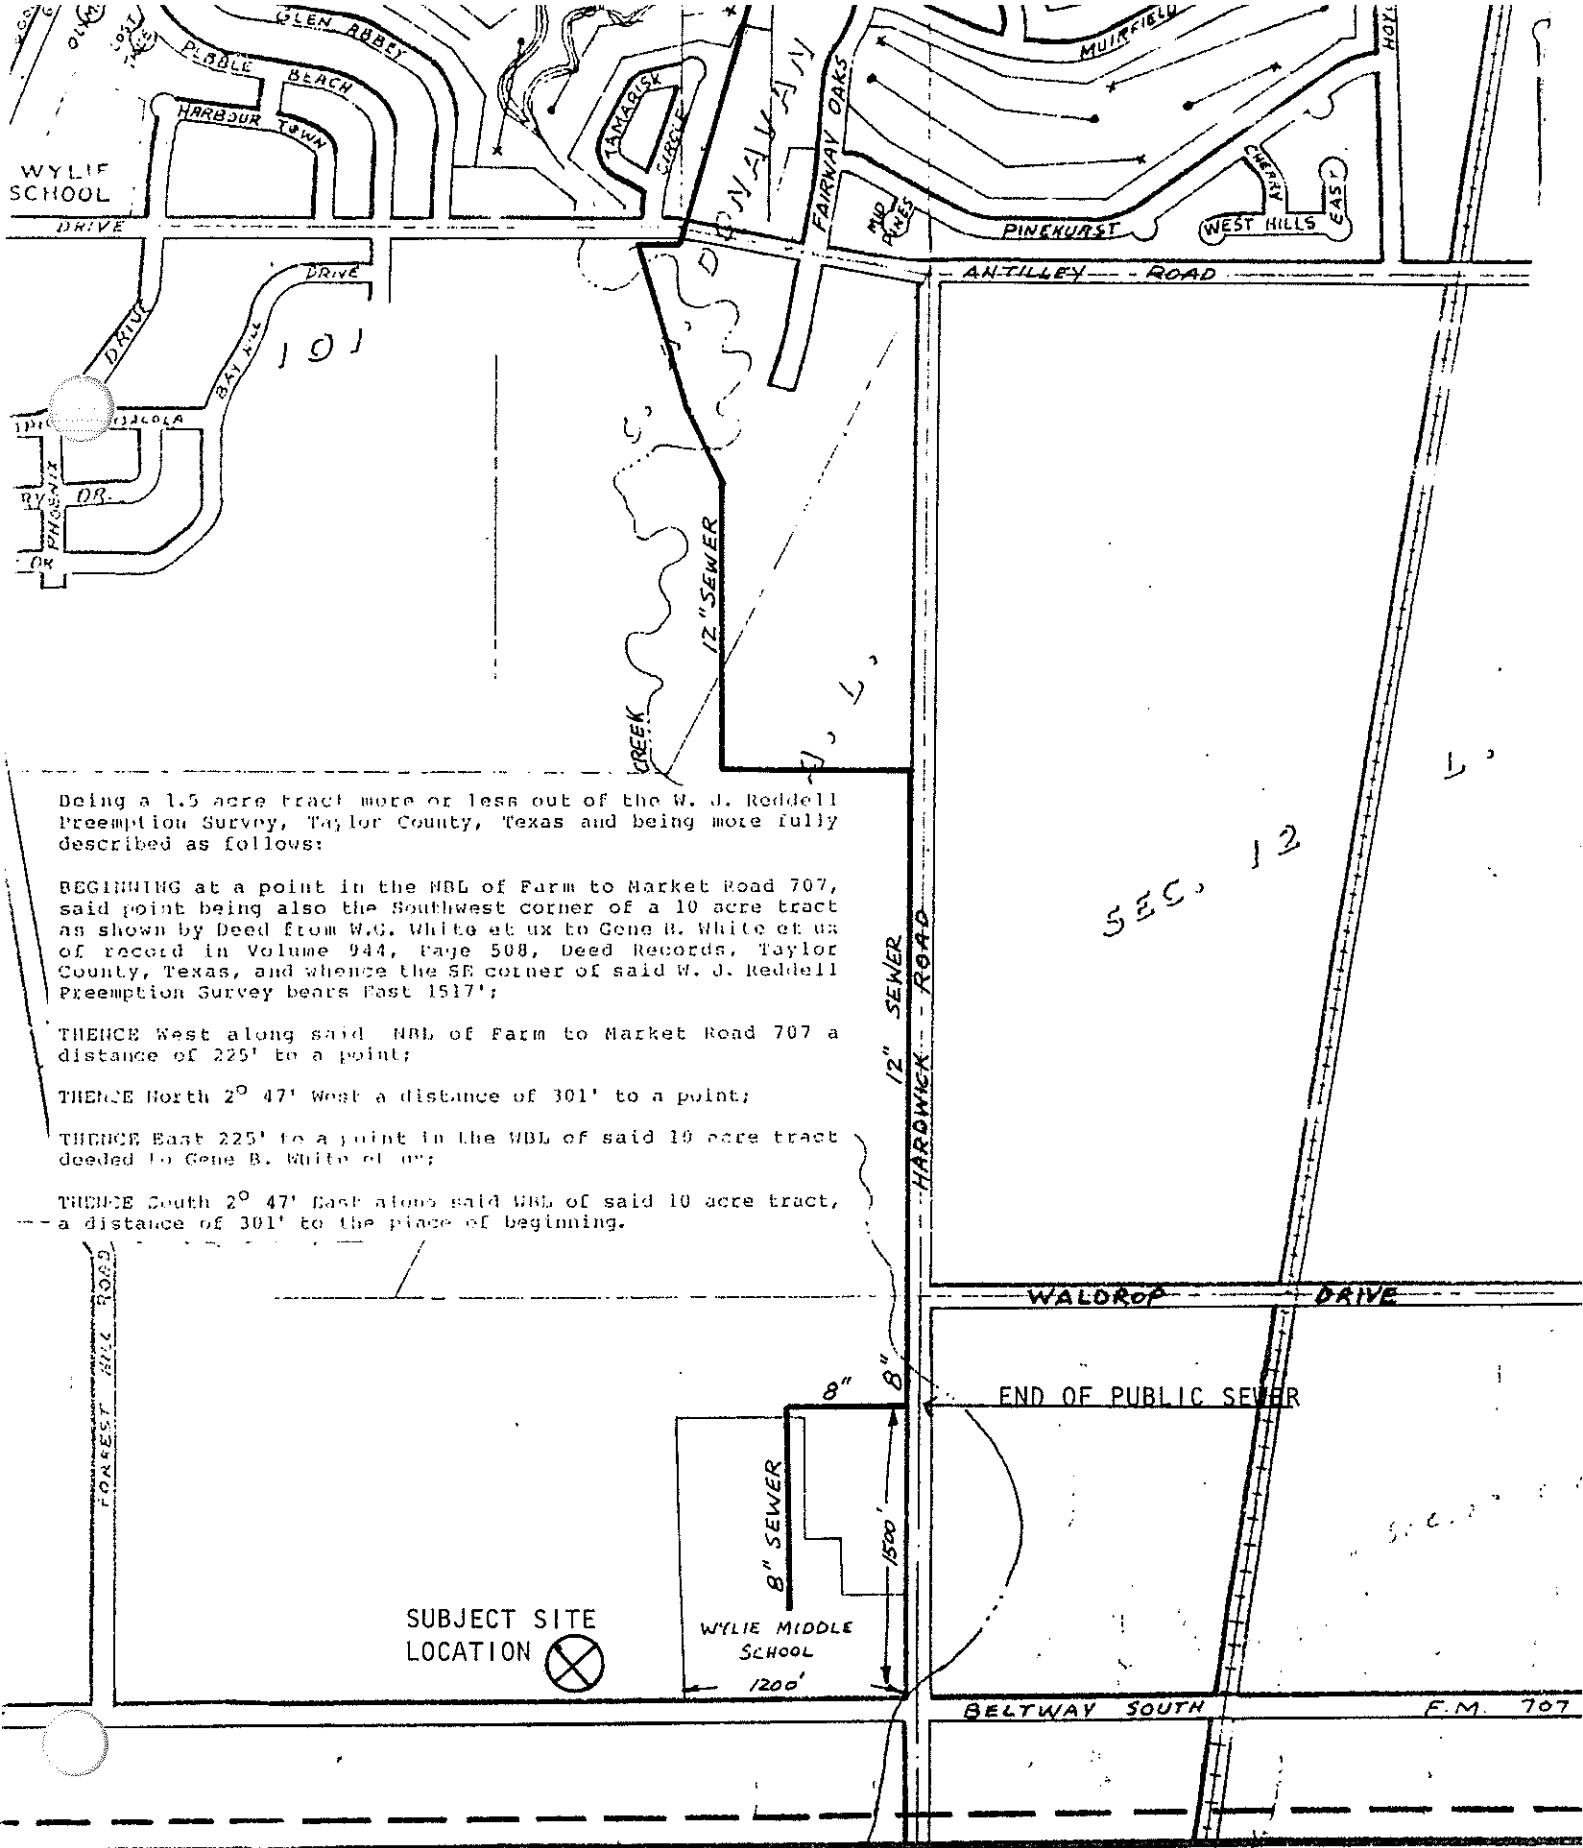 GLEN ABBEY
PEBBLE BEACH
HARBOUR TOWN
TAMARISK
CIRCLE
DONAVAN
FAIRWAY OAKS
MUIRFIELD
WYLIE
SCHOOL
DRIVE
MID
PINES
PINEHURST
CHERRY
WEST HILLS
EAST
ANTILLEY ROAD
DRIVE
DRIVE
BAY HILL
101
PHOENIX
DR.
DR
12" SEWER
CREEK
L,
L,
SEC. 12
Being a 1.5 acre tract more or less out of the W. J. Reddell
Preemption Survey, Taylor County, Texas and being more fully
described as follows:
BEGINNING at a point in the NBL of Farm to Market Road 707,
said point being also the Southwest corner of a 10 acre tract
as shown by Deed from W.G. White et ux to Gene B. White et ux
of record in Volume 944, Page 508, Deed Records, Taylor
County, Texas, and whence the SE corner of said W. J. Reddell
Preemption Survey bears East 1517';
THENCE West along said NBL of Farm to Market Road 707 a
distance of 225' to a point;
THENCE North 2° 47' West a distance of 301' to a point;
THENCE East 225' to a point in the WBL of said 10 acre tract
deeded to Gene B. White et ux;
THENCE South 2° 47' East along said WBL of said 10 acre tract,
a distance of 301' to the place of beginning.
12" SEWER
HARDWICK ROAD
FORREST HILL ROAD
WALDROP DRIVE
8"
8"
END OF PUBLIC SEWER
8" SEWER
1500'
SUBJECT SITE
LOCATION
WYLIE MIDDLE
SCHOOL
1200'
BELTWAY SOUTH
F.M. 707